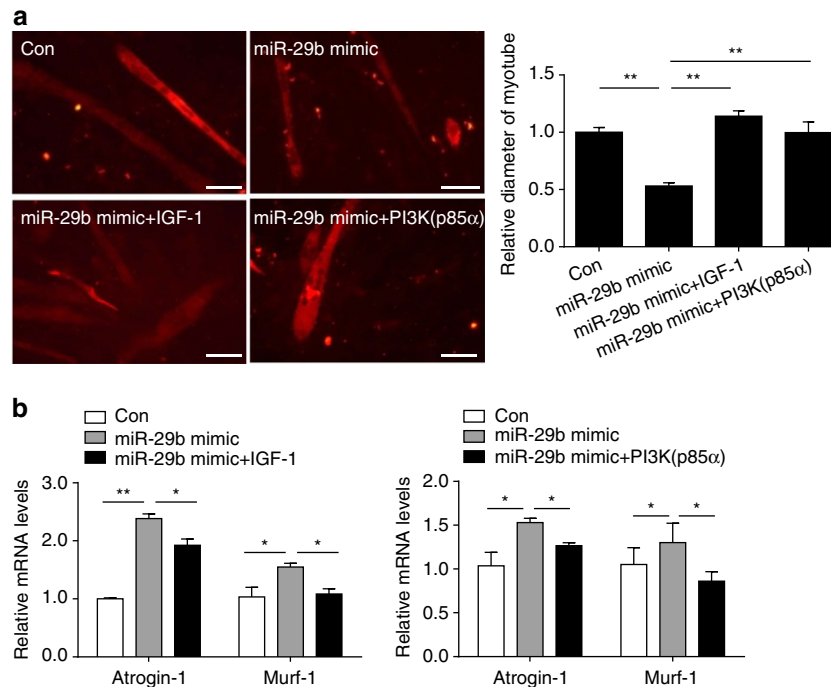 a
Con
miR-29b mimic
miR-29b mimic+IGF-1
miR-29b mimic+PI3K(p85α)
Relative diameter of myotube
1.5
1.0
0.5
0.0
** ** **
Con
miR-29b mimic
miR-29b mimic+IGF-1
miR-29b mimic+PI3K(p85α)
b
Con
miR-29b mimic
miR-29b mimic+IGF-1
Relative mRNA levels
3.0
2.0
1.0
0.0
** * * *
Atrogin-1 Murf-1
Con
miR-29b mimic
miR-29b mimic+PI3K(p85α)
Relative mRNA levels
2.0
1.5
1.0
0.5
0.0
* * * *
Atrogin-1 Murf-1